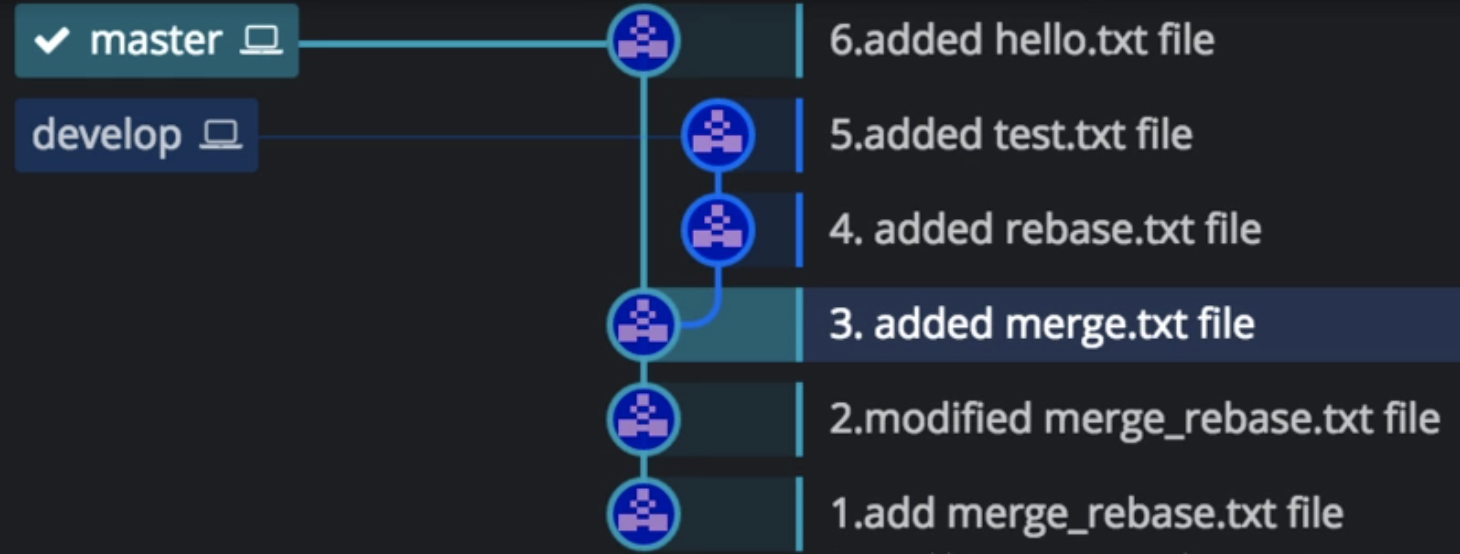 master
6.added hello.txt file
develop
5.added test.txt file
4. added rebase.txt file
3. added merge.txt file
2.modified merge_rebase.txt file
1.add merge_rebase.txt file